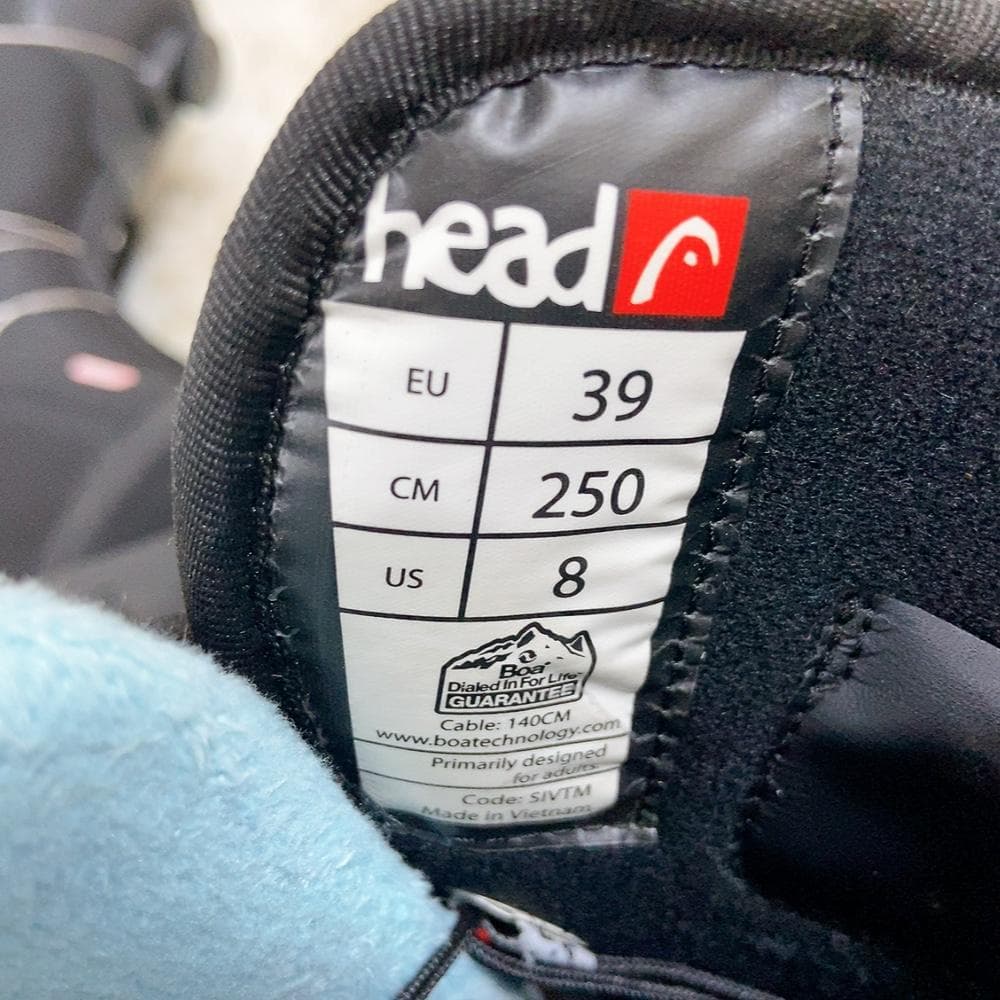 head
EU 39
CM 250
US 8
Boa
Dialed In For Life™
GUARANTEE
Cable: 140CM
www.boatechnology.com
Primarily designed
for adults.
Code: SIVTM
Made in Vietnam